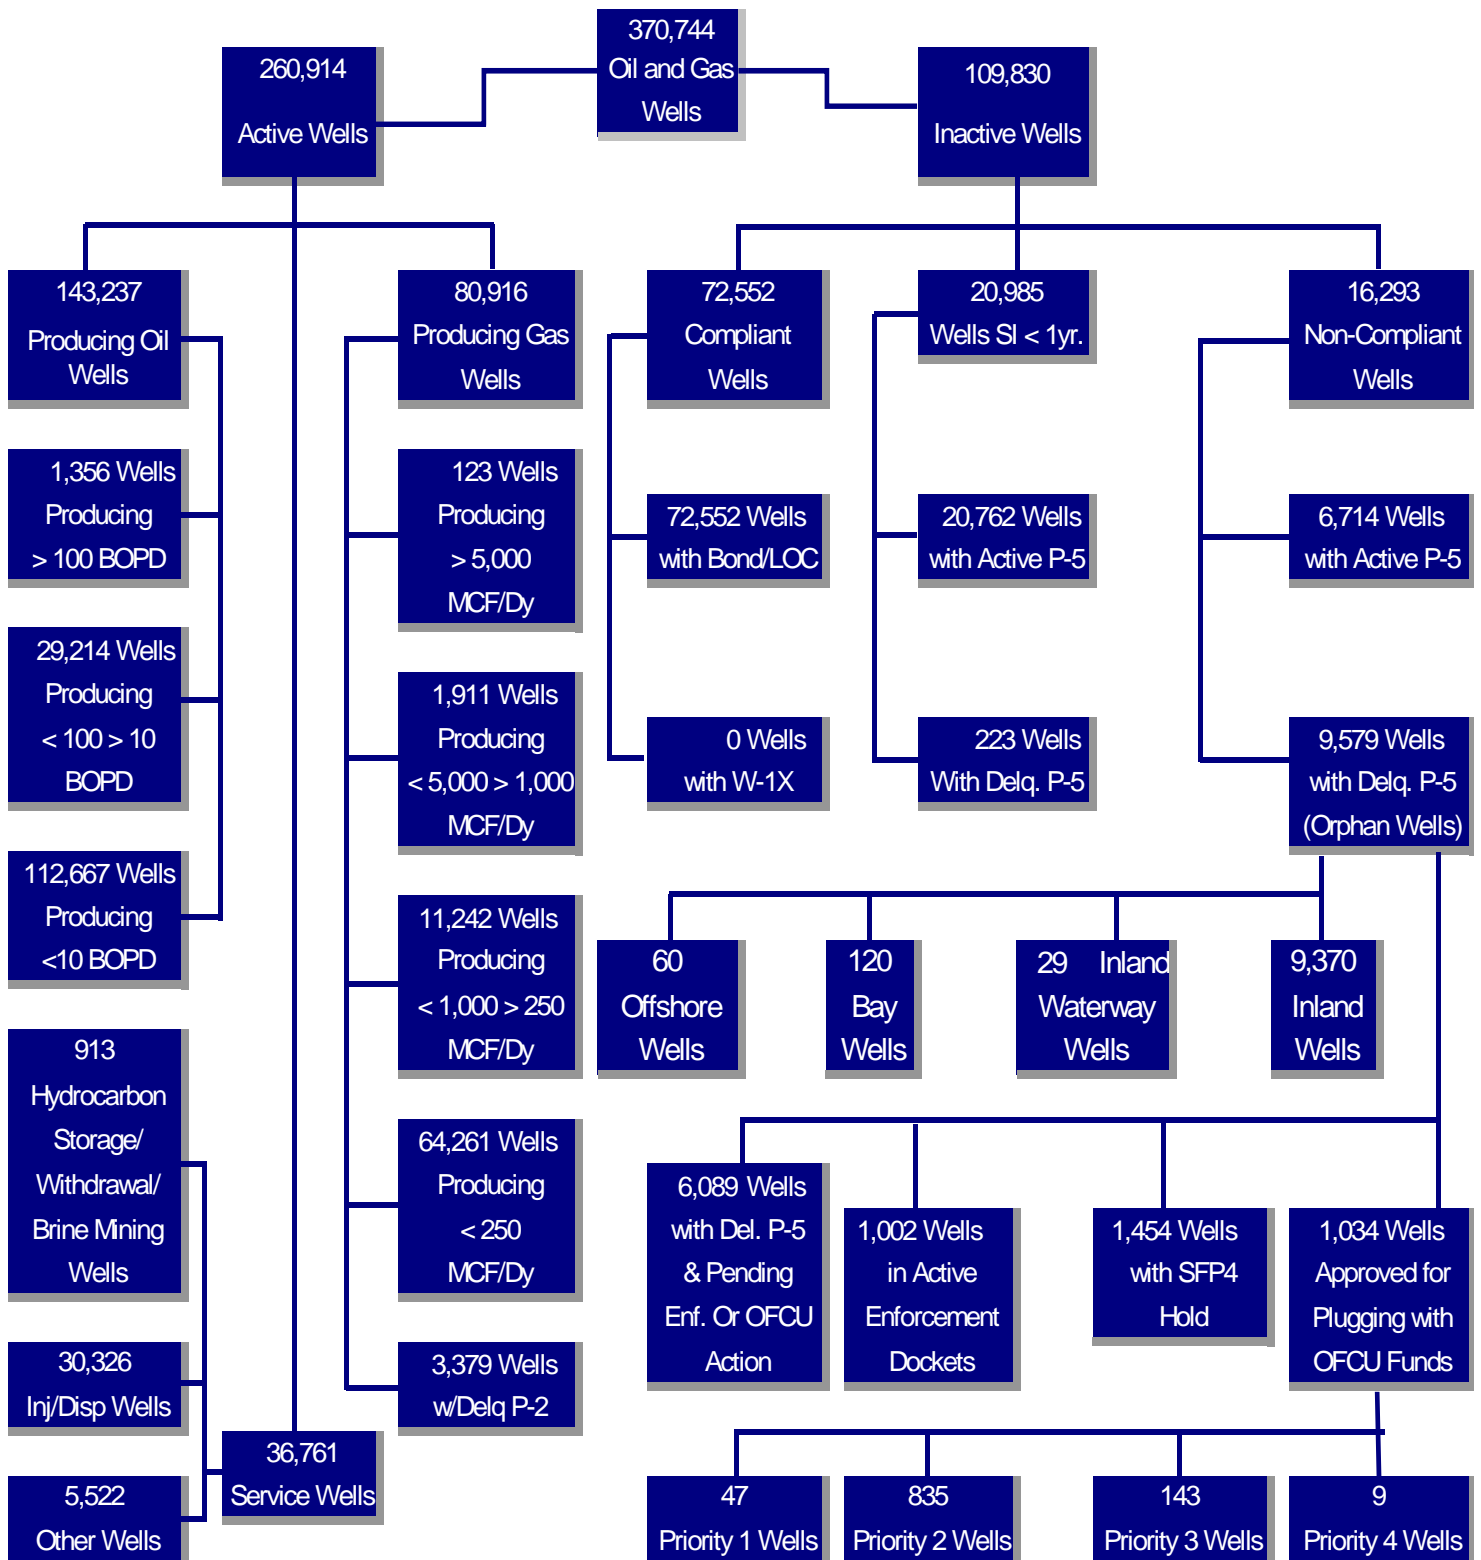 370,744
Oil and Gas
Wells
260,914
Active Wells
109,830
Inactive Wells
143,237
Producing Oil
Wells
80,916
Producing Gas
Wells
72,552
Compliant
Wells
20,985
Wells SI < 1yr.
16,293
Non-Compliant
Wells
1,356 Wells
Producing
> 100 BOPD
123 Wells
Producing
> 5,000
MCF/Dy
72,552 Wells
with Bond/LOC
20,762 Wells
with Active P-5
6,714 Wells
with Active P-5
29,214 Wells
Producing
< 100 > 10
BOPD
1,911 Wells
Producing
< 5,000 > 1,000
MCF/Dy
0 Wells
with W-1X
223 Wells
With Delq. P-5
9,579 Wells
with Delq. P-5
(Orphan Wells)
112,667 Wells
Producing
<10 BOPD
11,242 Wells
Producing
< 1,000 > 250
MCF/Dy
60
Offshore
Wells
120
Bay
Wells
29 Inland
Waterway
Wells
9,370
Inland
Wells
913
Hydrocarbon
Storage/
Withdrawal/
Brine Mining
Wells
64,261 Wells
Producing
< 250
MCF/Dy
6,089 Wells
with Del. P-5
& Pending
Enf. Or OFCU
Action
1,002 Wells
in Active
Enforcement
Dockets
1,454 Wells
with SFP4
Hold
1,034 Wells
Approved for
Plugging with
OFCU Funds
30,326
Inj/Disp Wells
3,379 Wells
w/Delq P-2
36,761
Service Wells
5,522
Other Wells
47
Priority 1 Wells
835
Priority 2 Wells
143
Priority 3 Wells
9
Priority 4 Wells